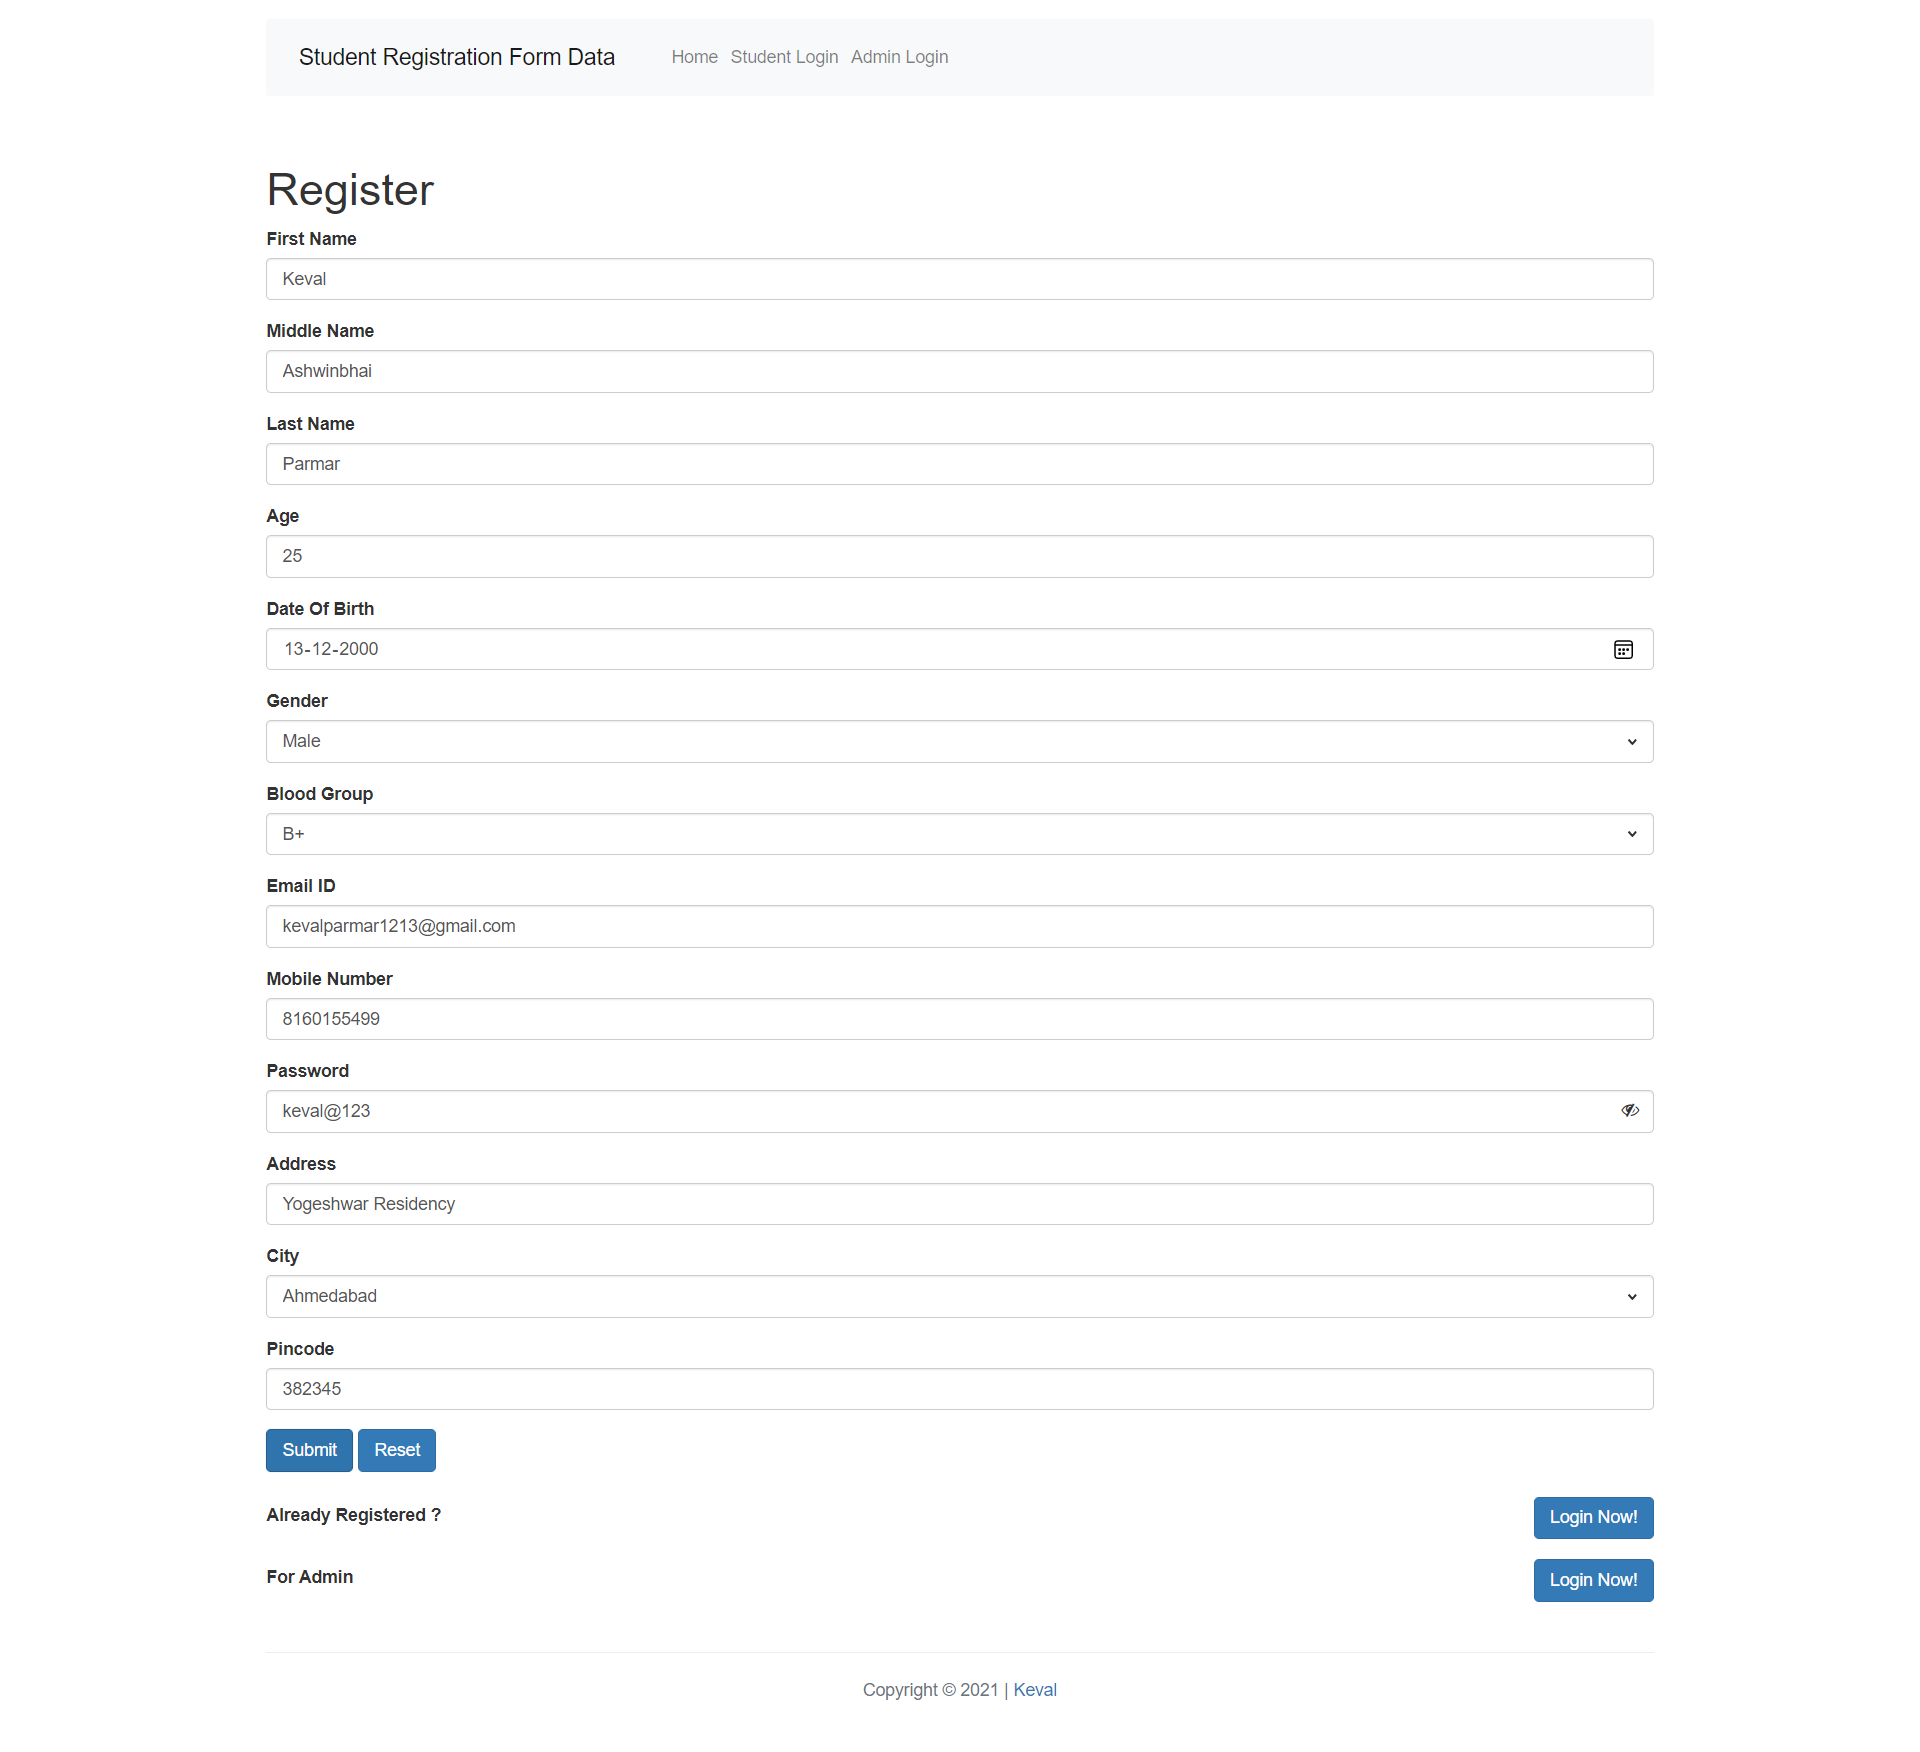 Student Registration Form Data Home Student Login Admin Login
Register
First Name
Keval
Middle Name
Ashwinbhai
Last Name
Parmar
Age
25
Date Of Birth
13-12-2000
Gender
Male
Blood Group
B+
Email ID
kevalparmar1213@gmail.com
Mobile Number
8160155499
Password
keval@123
Address
Yogeshwar Residency
City
Ahmedabad
Pincode
382345
Submit Reset
Already Registered ? Login Now!
For Admin Login Now!
Copyright © 2021 | Keval